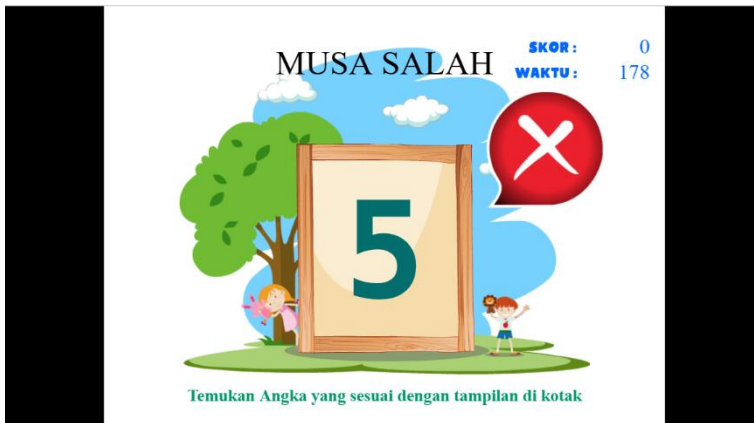 MUSA SALAH
SKOR : 0
WAKTU : 178
5
Temukan Angka yang sesuai dengan tampilan di kotak